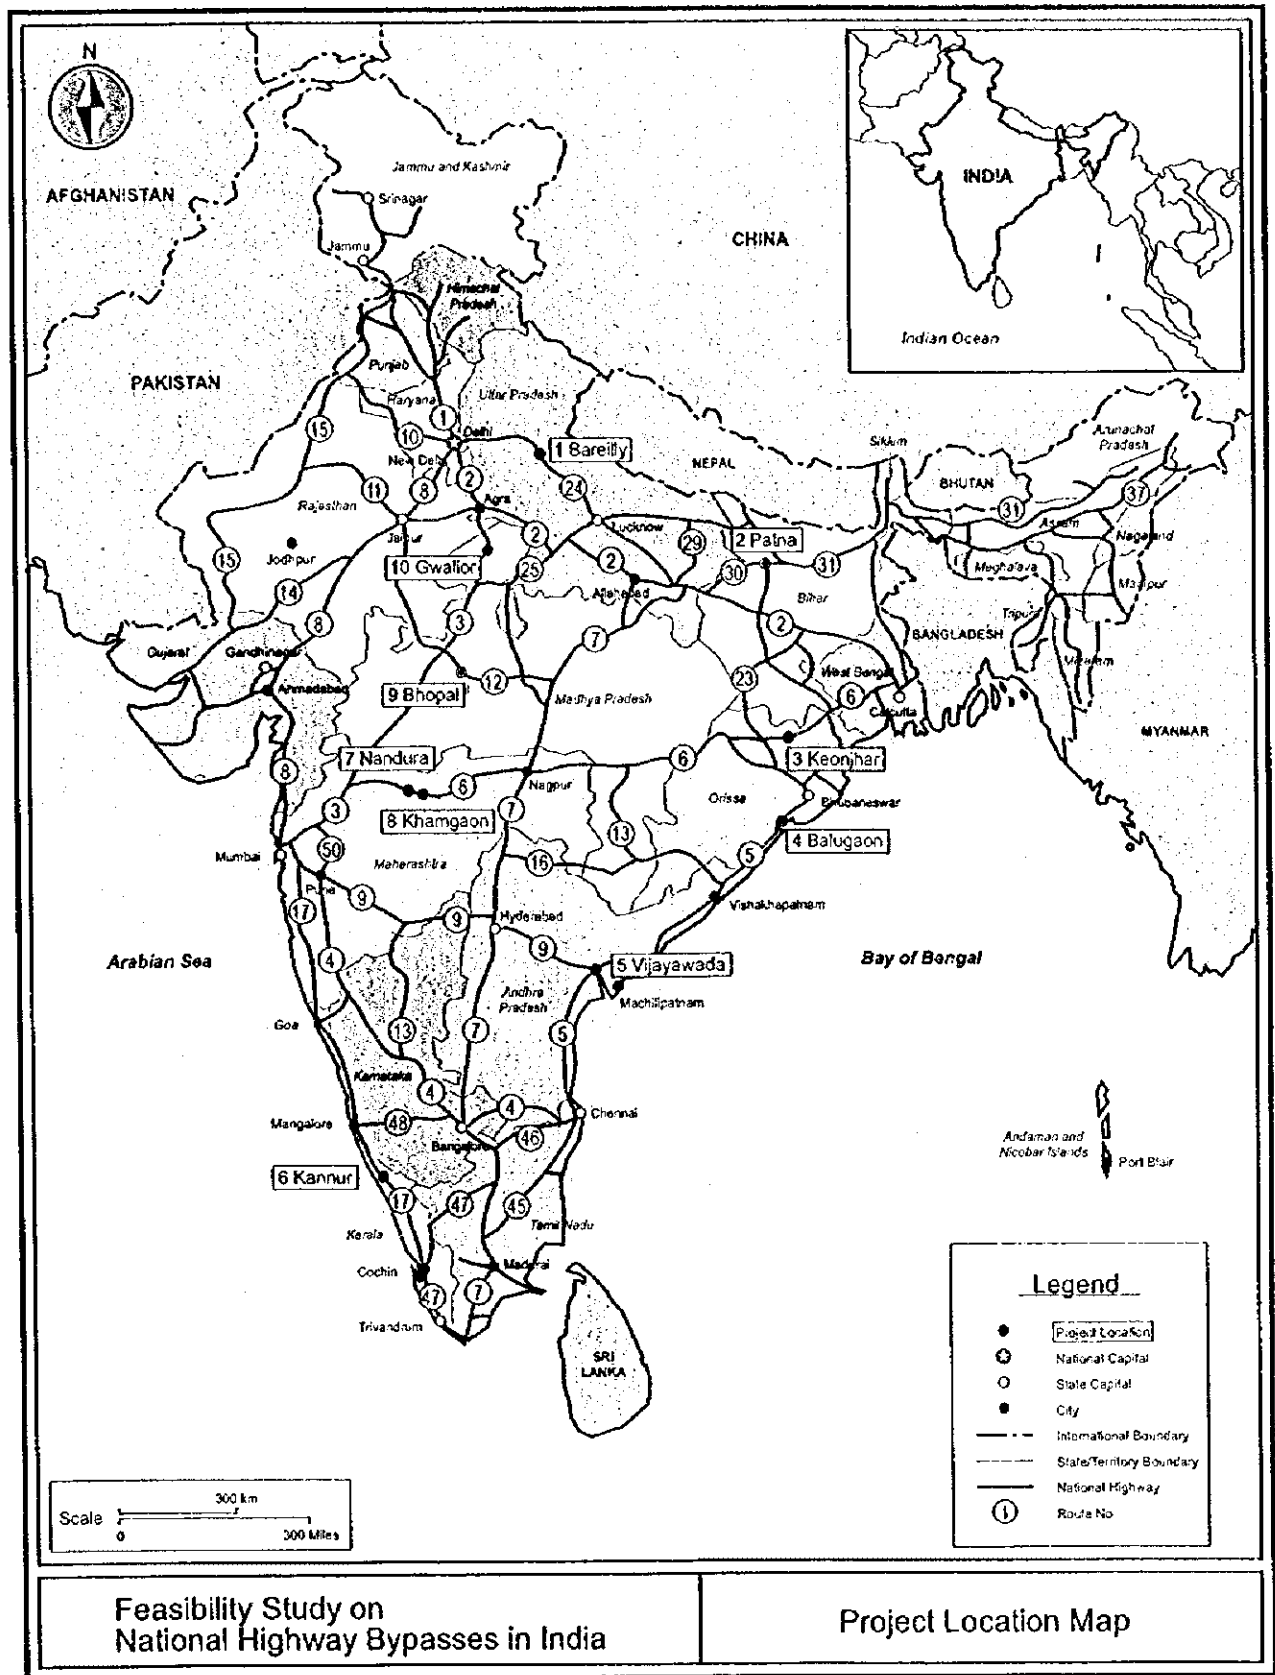 N
Jammu and Kashmir
AFGHANISTAN
Srinagar
INDIA
CHINA
Jammu
Himachal
Pradesh
Indian Ocean
PAKISTAN
Punjab
Haryana
Uttar Pradesh
1
15
10
Delhi
Sikkim
Arunachal
Pradesh
1 Bareilly
NEPAL
New Delhi
2
24
BHUTAN
37
11
8
Agra
31
Rajasthan
Jaipur
2
Lucknow
Assam
Nagaland
29
2 Patna
15
Jodhpur
10 Gwalior
25
2
30
31
Meghalaya
Manipur
14
Allahabad
Bihar
Tripura
8
3
7
2
BANGLADESH
Gujarat
Gandhinagar
Mizoram
9 Bhopal
12
23
West Bengal
Ahmadabad
Madhya Pradesh
6
Calcutta
MYANMAR
7 Nandura
6
3 Keonjhar
8
6
Nagpur
Orissa
Bhubaneswar
3
8 Khamgaon
7
13
4 Balugaon
Mumbai
50
Maharashtra
16
5
Pune
9
Vishakhapatnam
17
9
Hyderabad
Arabian Sea
4
9
5 Vijayawada
Bay of Bengal
Andhra
Pradesh
Machilipatnam
Goa
13
7
5
Karnataka
4
4
Chennai
Mangalore
48
Bangalore
46
Andaman and
Nicobar Islands
Port Blair
6 Kannur
17
47
45
Tamil Nadu
Kerala
Cochin
Madurai
47
7
Trivandrum
SRI
LANKA
Legend
Project Location
National Capital
State Capital
City
International Boundary
State/Territory Boundary
National Highway
1 Route No
Scale
300 km
0
300 Miles
Feasibility Study on
National Highway Bypasses in India
Project Location Map